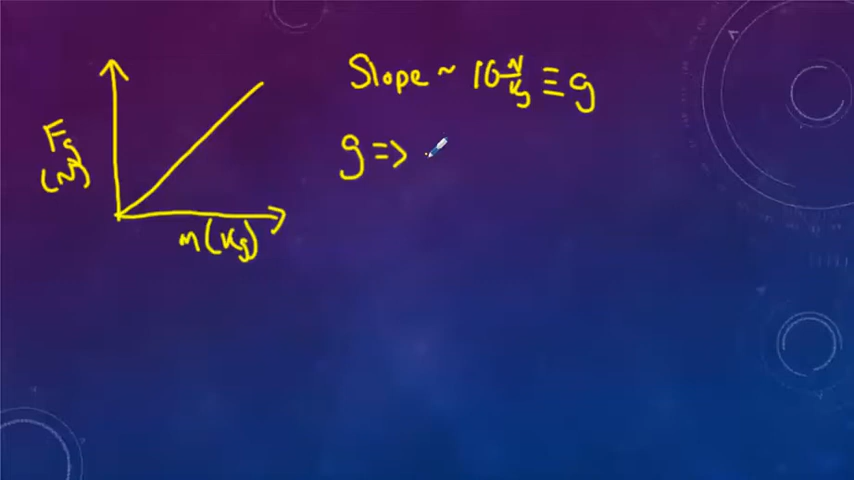 Slope ~ 10 N/Kg ≡ g
Fg
(N)
g =>
m (Kg)